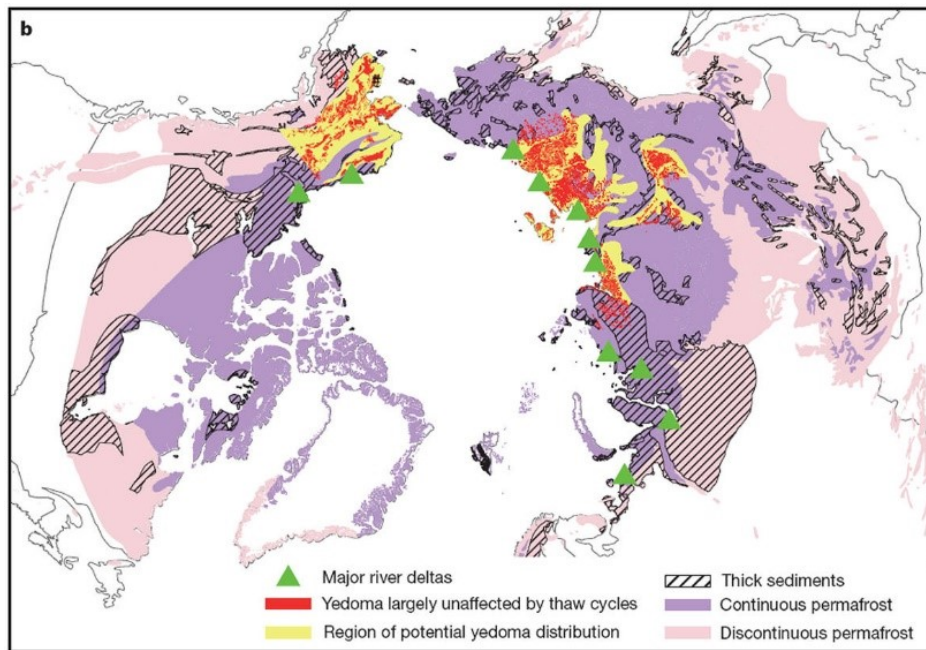 b
Major river deltas
Yedoma largely unaffected by thaw cycles
Region of potential yedoma distribution
Thick sediments
Continuous permafrost
Discontinuous permafrost